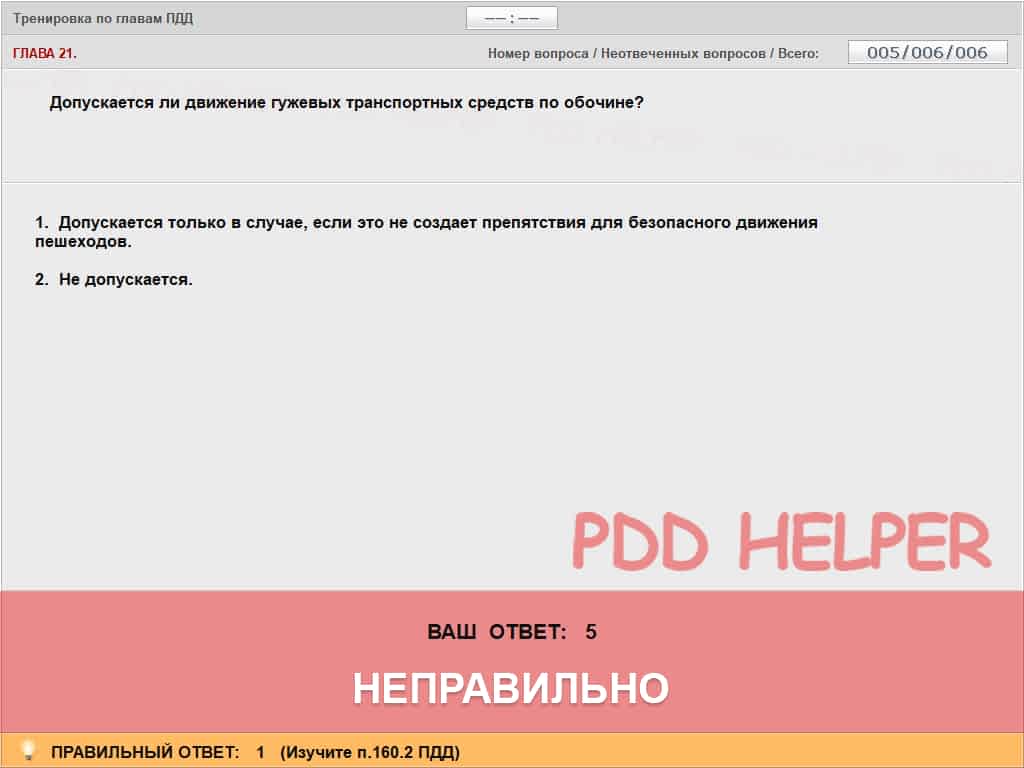 Тренировка по главам ПДД
–– : ––
ГЛАВА 21.
Номер вопроса / Неотвеченных вопросов / Всего:
005/006/006
Допускается ли движение гужевых транспортных средств по обочине?
1. Допускается только в случае, если это не создает препятствия для безопасного движения
пешеходов.
2. Не допускается.
PDD HELPER
ВАШ ОТВЕТ: 5
НЕПРАВИЛЬНО
ПРАВИЛЬНЫЙ ОТВЕТ: 1 (Изучите п.160.2 ПДД)